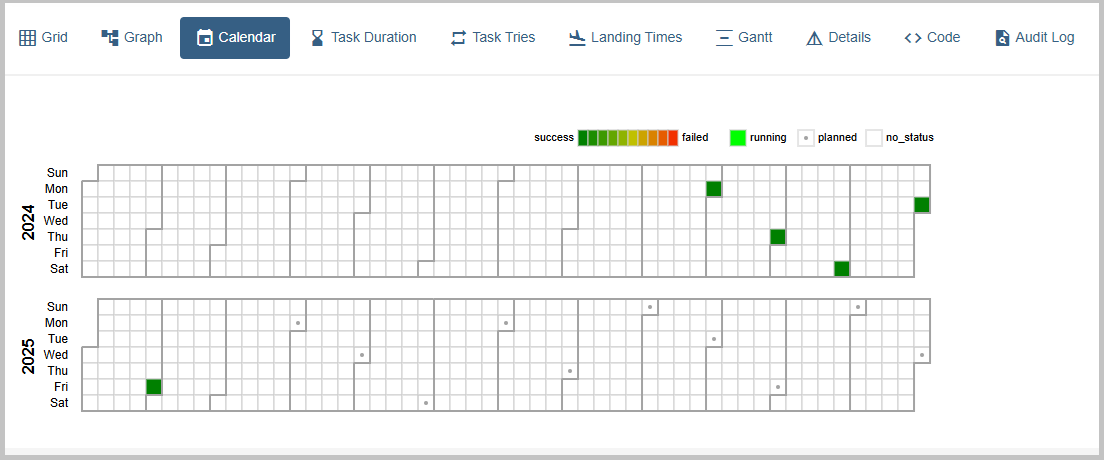 Grid Graph Calendar Task Duration Task Tries Landing Times Gantt Details Code Audit Log
success failed running planned no_status
2024
Sun
Mon
Tue
Wed
Thu
Fri
Sat
2025
Sun
Mon
Tue
Wed
Thu
Fri
Sat